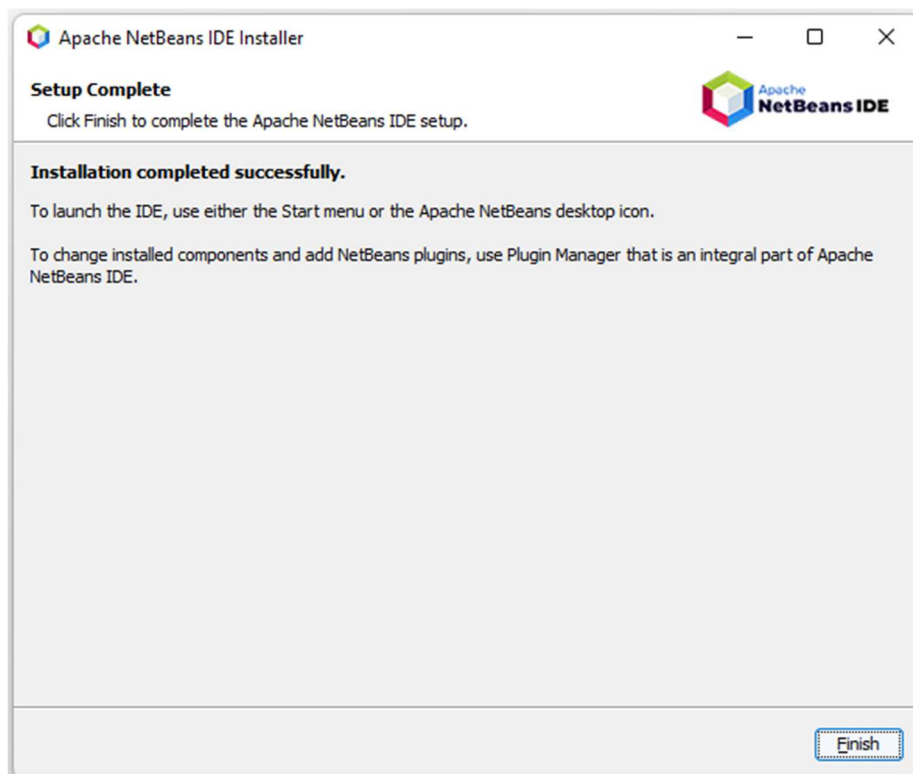 Apache NetBeans IDE Installer
Setup Complete
Click Finish to complete the Apache NetBeans IDE setup.
Apache
NetBeans IDE
Installation completed successfully.
To launch the IDE, use either the Start menu or the Apache NetBeans desktop icon.
To change installed components and add NetBeans plugins, use Plugin Manager that is an integral part of Apache
NetBeans IDE.
Finish